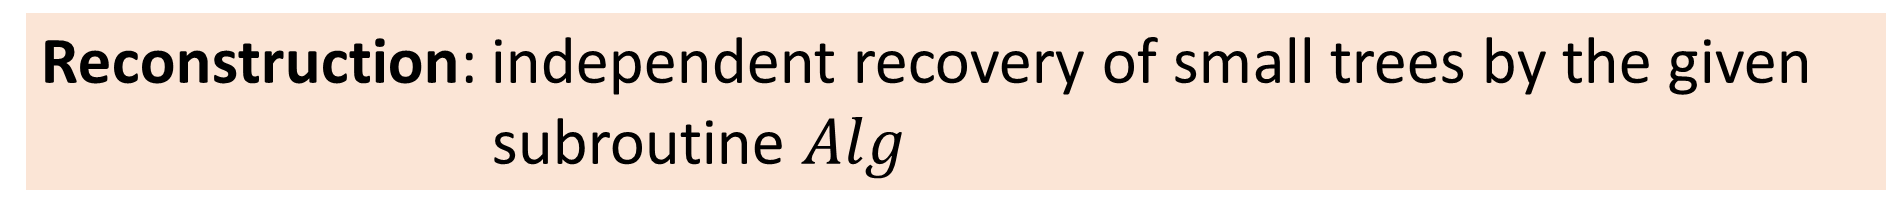 Reconstruction: independent recovery of small trees by the given
subroutine Alg